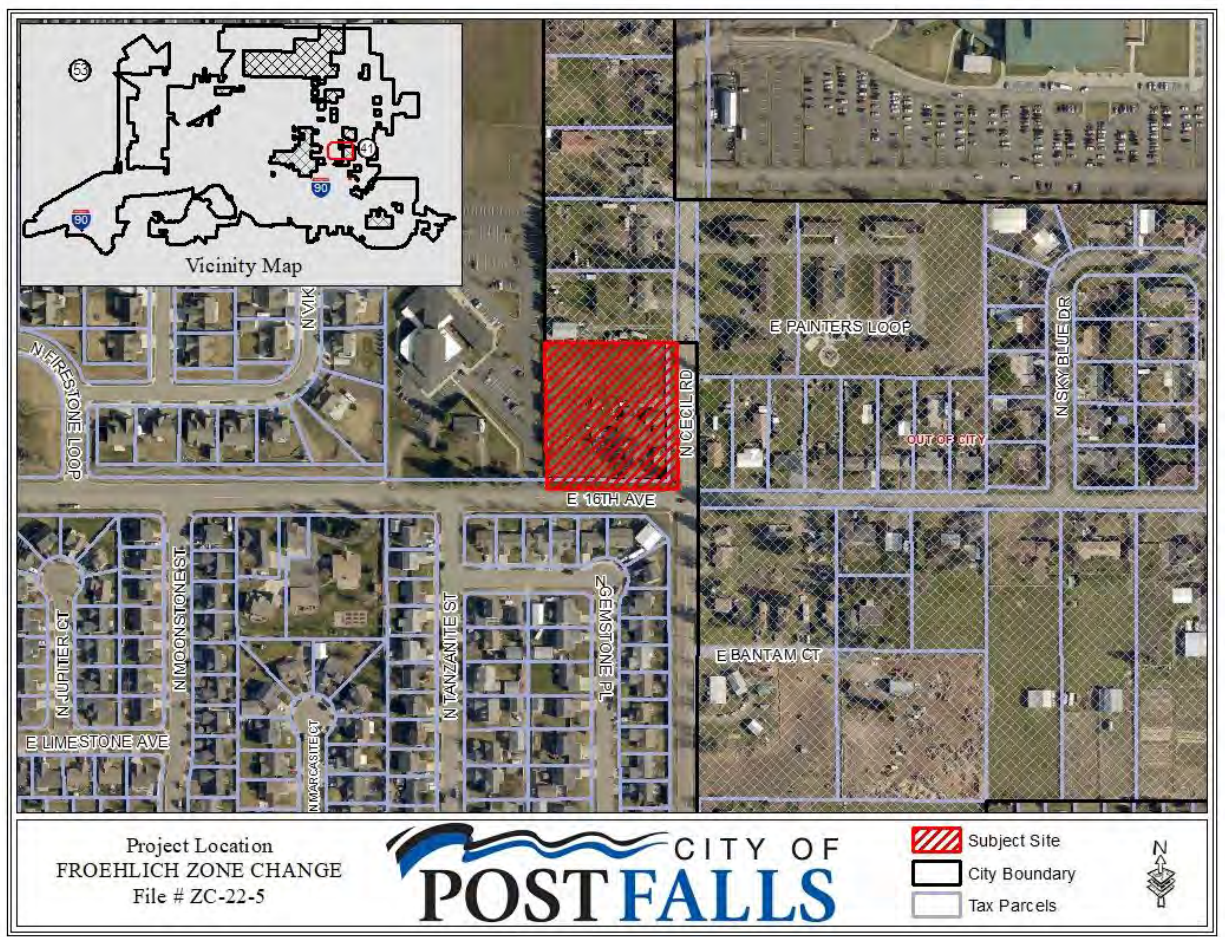 53
41
90
90
Vicinity Map
N VIK
N FIRESTONE LOOP
E PAINTERS LOOP
N SKY BLUE DR
N CECIL RD
OUT OF CITY
E 16TH AVE
N JUPITER CT
N MOONSTONE ST
N TANZANITE ST
N GEMSTONE PL
E BANTAM CT
E LIMESTONE AVE
N MARCASITE CT
Project Location
FROEHLICH ZONE CHANGE
File # ZC-22-5
CITY OF
POST FALLS
Subject Site
City Boundary
Tax Parcels
N